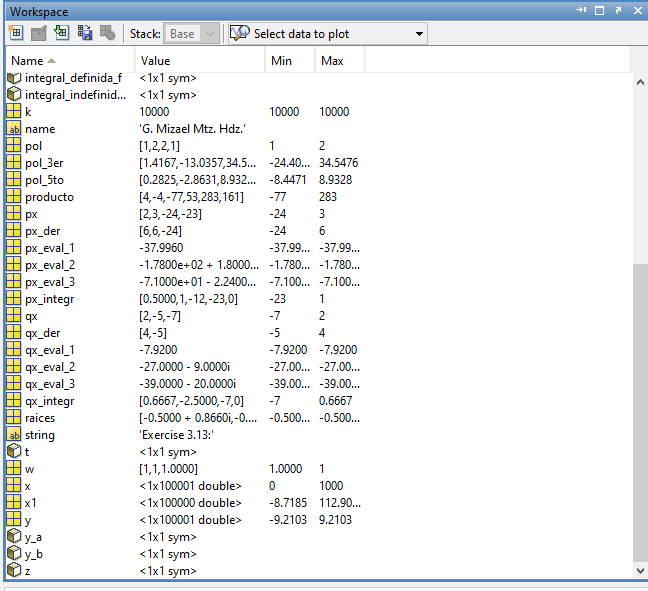 Workspace
Stack: Base Select data to plot
Name Value Min Max
integral_definida_f <1x1 sym>
integral_indefinid... <1x1 sym>
k 10000 10000 10000
name 'G. Mizael Mtz. Hdz.'
pol [1,2,2,1] 1 2
pol_3er [1.4167,-13.0357,34.5... -24.40... 34.5476
pol_5to [0.2825,-2.8631,8.932... -8.4471 8.9328
producto [4,-4,-77,53,283,161] -77 283
px [2,3,-24,-23] -24 3
px_der [6,6,-24] -24 6
px_eval_1 -37.9960 -37.99... -37.99...
px_eval_2 -1.7800e+02 + 1.8000... -1.780... -1.780...
px_eval_3 -7.1000e+01 - 2.2400... -7.100... -7.100...
px_integr [0.5000,1,-12,-23,0] -23 1
qx [2,-5,-7] -7 2
qx_der [4,-5] -5 4
qx_eval_1 -7.9200 -7.9200 -7.9200
qx_eval_2 -27.0000 - 9.0000i -27.00... -27.00...
qx_eval_3 -39.0000 - 20.0000i -39.00... -39.00...
qx_integr [0.6667,-2.5000,-7,0] -7 0.6667
raices [-0.5000 + 0.8660i,-0.... -0.500... -0.500...
ab string 'Exercise 3.13:'
t <1x1 sym>
w [1,1,1.0000] 1.0000 1
x <1x100001 double> 0 1000
x1 <1x100000 double> -8.7185 112.90...
y <1x100001 double> -9.2103 9.2103
y_a <1x1 sym>
y_b <1x1 sym>
z <1x1 sym>